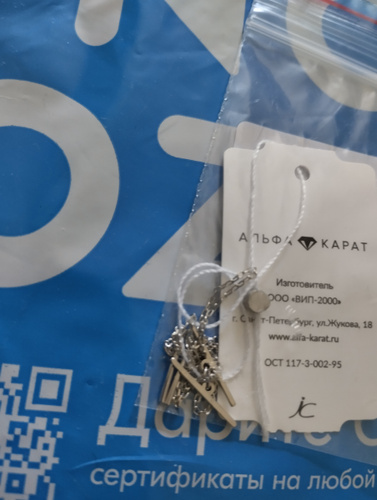 OZ
АЛЬФА КАРАТ
Изготовитель
ООО «ВИП-2000»
г. Санкт-Петербург, ул.Жукова, 18
www.alfa-karat.ru
ОСТ 117-3-002-95
Дарите
сертификаты на любой